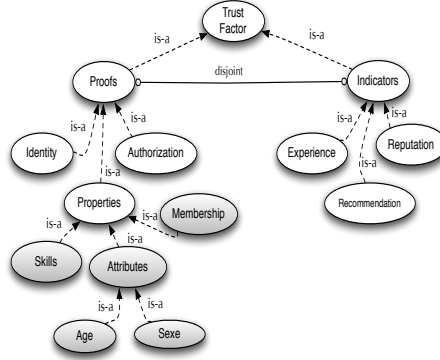 Trust
Factor
is-a
is-a
Proofs
disjoint
Indicators
is-a
is-a
is-a
is-a
is-a
is-a
Identity
Authorization
Experience
Reputation
Properties
Membership
Recommendation
is-a
is-a
is-a
Skills
Attributes
is-a
is-a
Age
Sexe